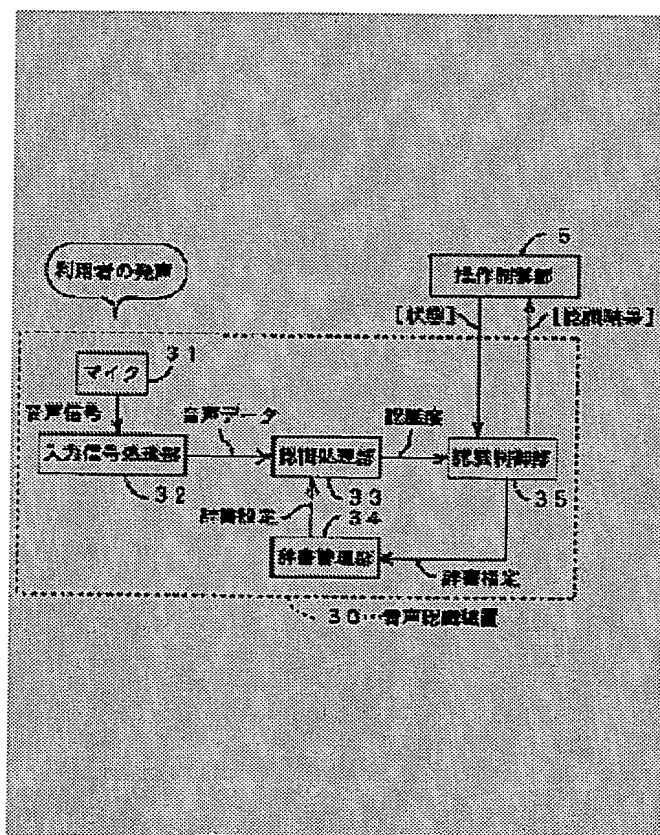 5
操作制御部
利用者の発声
[状態]
[認識結果]
31
マイク
音声信号
音声データ
入力信号処理部
認識処理部
認識制御部
32
33
35
辞書設定
34
辞書管理部
辞書指定
30…音声認識装置